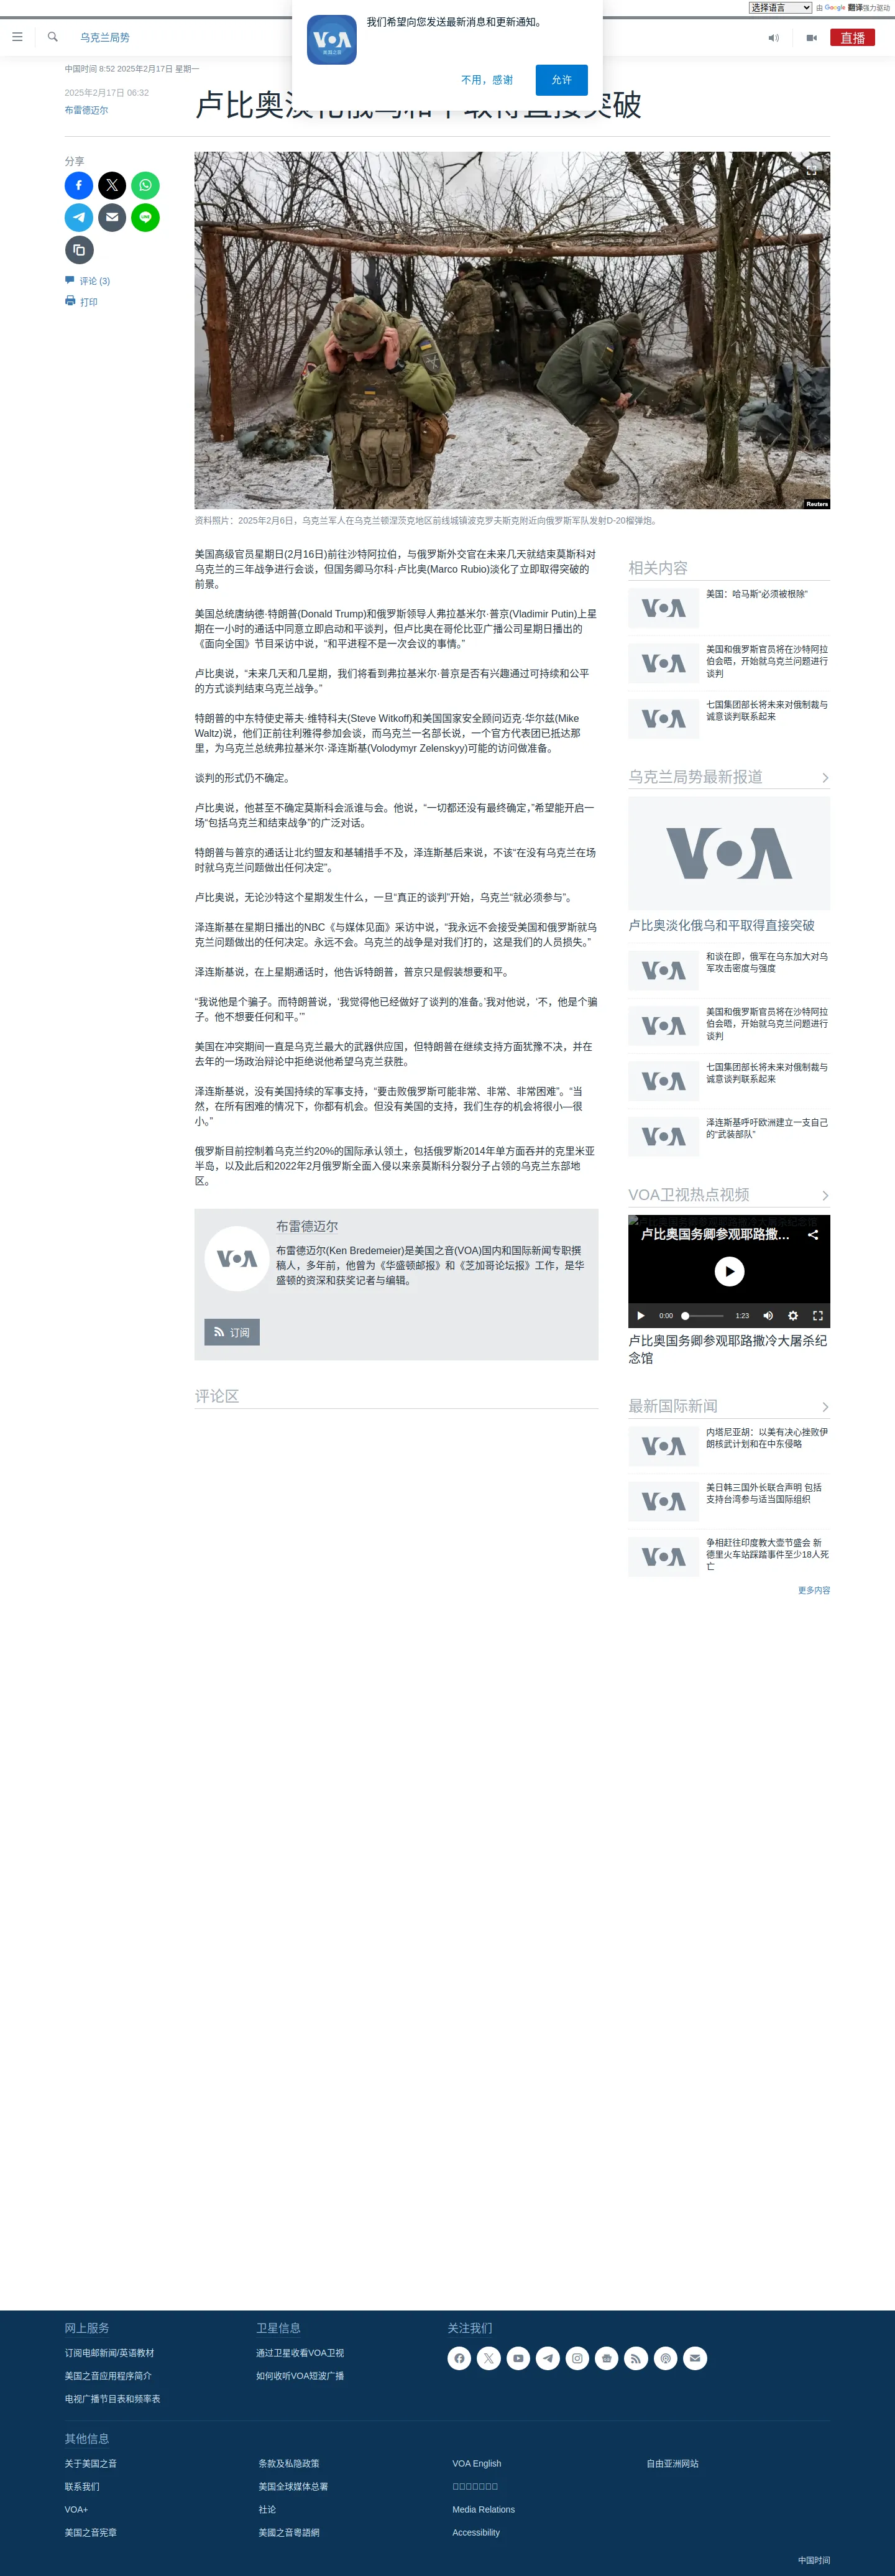 选择语言
由 Google 翻译强力驱动
我们希望向您发送最新消息和更新通知。
不用，感谢
允许
VOA
乌克兰局势
直播
中国时间 8:52 2025年2月17日 星期一
2025年2月17日 06:32
布雷德迈尔
卢比奥淡化俄乌和平取得直接突破
分享
评论 (3)
打印
Reuters
资料照片：2025年2月6日，乌克兰军人在乌克兰顿涅茨克地区前线城镇波克罗夫斯克附近向俄罗斯军队发射D-20榴弹炮。
美国高级官员星期日(2月16日)前往沙特阿拉伯，与俄罗斯外交官在未来几天就结束莫斯科对
乌克兰的三年战争进行会谈，但国务卿马尔科·卢比奥(Marco Rubio)淡化了立即取得突破的
前景。
美国总统唐纳德·特朗普(Donald Trump)和俄罗斯领导人弗拉基米尔·普京(Vladimir Putin)上星
期在一小时的通话中同意立即启动和平谈判，但卢比奥在哥伦比亚广播公司星期日播出的
《面向全国》节目采访中说，“和平进程不是一次会议的事情。”
卢比奥说，“未来几天和几星期，我们将看到弗拉基米尔·普京是否有兴趣通过可持续和公平
的方式谈判结束乌克兰战争。”
特朗普的中东特使史蒂夫·维特科夫(Steve Witkoff)和美国国家安全顾问迈克·华尔兹(Mike
Waltz)说，他们正前往利雅得参加会谈，而乌克兰一名部长说，一个官方代表团已抵达那
里，为乌克兰总统弗拉基米尔·泽连斯基(Volodymyr Zelenskyy)可能的访问做准备。
谈判的形式仍不确定。
卢比奥说，他甚至不确定莫斯科会派谁与会。他说，“一切都还没有最终确定，”希望能开启一
场“包括乌克兰和结束战争”的广泛对话。
特朗普与普京的通话让北约盟友和基辅措手不及，泽连斯基后来说，不该“在没有乌克兰在场
时就乌克兰问题做出任何决定”。
卢比奥说，无论沙特这个星期发生什么，一旦“真正的谈判”开始，乌克兰“就必须参与”。
泽连斯基在星期日播出的NBC《与媒体见面》采访中说，“我永远不会接受美国和俄罗斯就乌
克兰问题做出的任何决定。永远不会。乌克兰的战争是对我们打的，这是我们的人员损失。”
泽连斯基说，在上星期通话时，他告诉特朗普，普京只是假装想要和平。
“我说他是个骗子。而特朗普说，‘我觉得他已经做好了谈判的准备。’我对他说，‘不，他是个骗
子。他不想要任何和平。’”
美国在冲突期间一直是乌克兰最大的武器供应国，但特朗普在继续支持方面犹豫不决，并在
去年的一场政治辩论中拒绝说他希望乌克兰获胜。
泽连斯基说，没有美国持续的军事支持，“要击败俄罗斯可能非常、非常、非常困难”。“当
然，在所有困难的情况下，你都有机会。但没有美国的支持，我们生存的机会将很小—很
小。”
俄罗斯目前控制着乌克兰约20%的国际承认领土，包括俄罗斯2014年单方面吞并的克里米亚
半岛，以及此后和2022年2月俄罗斯全面入侵以来亲莫斯科分裂分子占领的乌克兰东部地
区。
VOA
布雷德迈尔
布雷德迈尔(Ken Bredemeier)是美国之音(VOA)国内和国际新闻专职撰
稿人，多年前，他曾为《华盛顿邮报》和《芝加哥论坛报》工作，是华
盛顿的资深和获奖记者与编辑。
订阅
评论区
相关内容
VOA
美国：哈马斯“必须被根除”
VOA
美国和俄罗斯官员将在沙特阿拉
伯会晤，开始就乌克兰问题进行
谈判
VOA
七国集团部长将未来对俄制裁与
诚意谈判联系起来
乌克兰局势最新报道
VOA
卢比奥淡化俄乌和平取得直接突破
VOA
和谈在即，俄军在乌东加大对乌
军攻击密度与强度
VOA
美国和俄罗斯官员将在沙特阿拉
伯会晤，开始就乌克兰问题进行
谈判
VOA
七国集团部长将未来对俄制裁与
诚意谈判联系起来
VOA
泽连斯基呼吁欧洲建立一支自己
的“武装部队”
VOA卫视热点视频
卢比奥国务卿参观耶路撒...
0:00
1:23
卢比奥国务卿参观耶路撒冷大屠杀纪
念馆
最新国际新闻
VOA
内塔尼亚胡：以美有决心挫败伊
朗核武计划和在中东侵略
VOA
美日韩三国外长联合声明 包括
支持台湾参与适当国际组织
VOA
争相赶往印度教大壶节盛会 新
德里火车站踩踏事件至少18人死
亡
更多内容
网上服务
订阅电邮新闻/英语教材
美国之音应用程序简介
电视广播节目表和频率表
卫星信息
通过卫星收看VOA卫视
如何收听VOA短波广播
关注我们
其他信息
关于美国之音
联系我们
VOA+
美国之音宪章
条款及私隐政策
美国全球媒体总署
社论
美國之音粵語網
VOA English
Media Relations
Accessibility
自由亚洲网站
中国时间